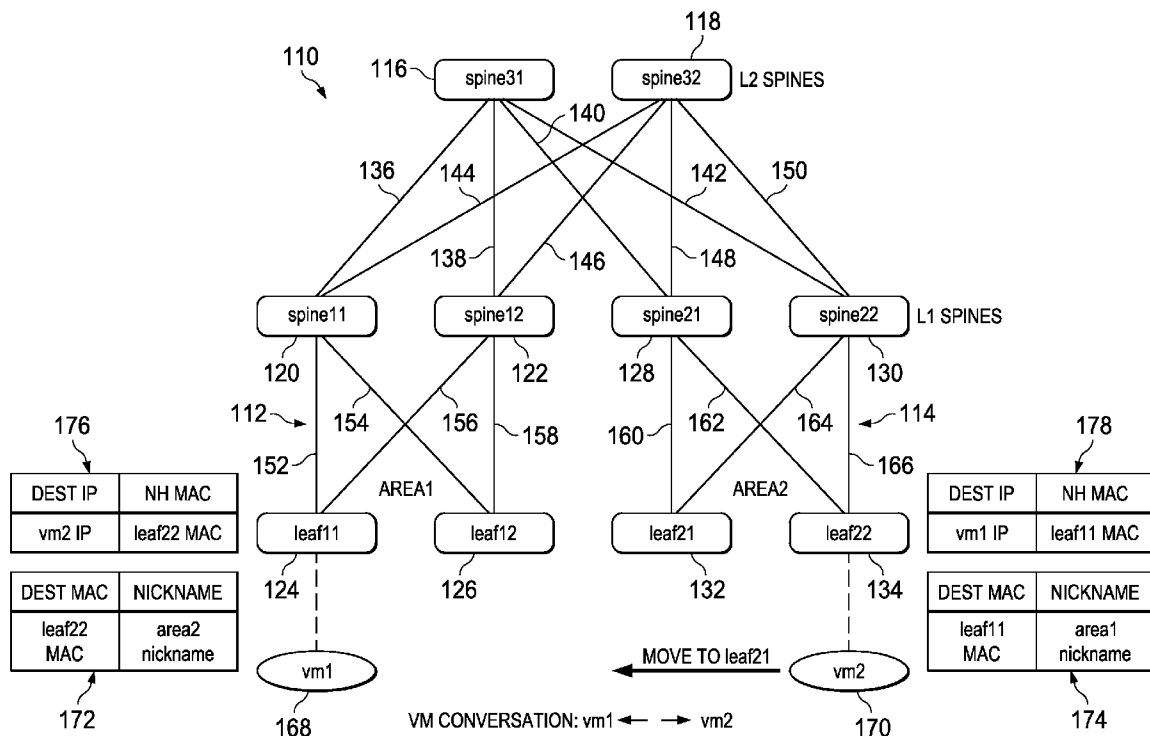 118
110
116
spine31
spine32
L2 SPINES
140
136
144
142
150
138
146
148
spine11
spine12
spine21
spine22
L1 SPINES
120
122
128
130
112
154
156
162
164
114
176
152
158
160
166
178
DEST IP NH MAC
vm2 IP leaf22 MAC
AREA1
AREA2
DEST IP NH MAC
vm1 IP leaf11 MAC
leaf11
leaf12
leaf21
leaf22
124
126
132
134
DEST MAC NICKNAME
leaf22 area2
MAC nickname
DEST MAC NICKNAME
leaf11 area1
MAC nickname
MOVE TO leaf21
vm1
vm2
172
168
VM CONVERSATION: vm1 vm2
170
174